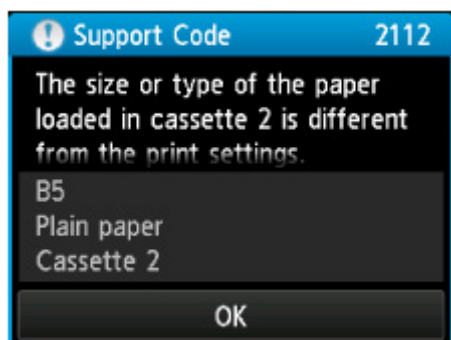 Support Code 2112
The size or type of the paper
loaded in cassette 2 is different
from the print settings.
B5
Plain paper
Cassette 2
OK